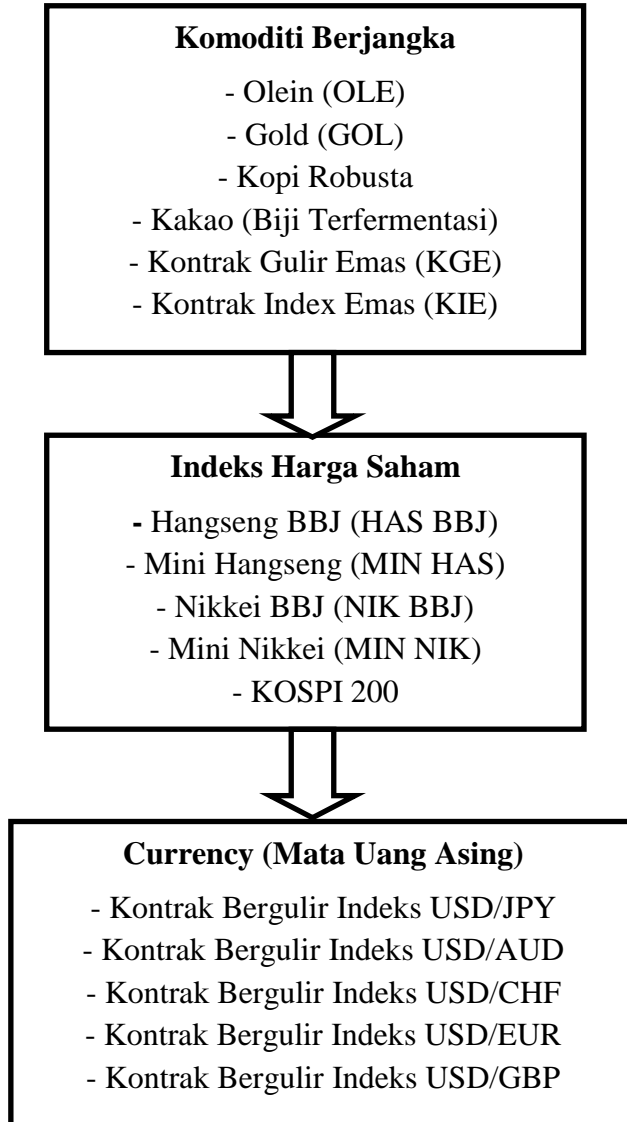 Komoditi Berjangka
- Olein (OLE)
- Gold (GOL)
- Kopi Robusta
- Kakao (Biji Terfermentasi)
- Kontrak Gulir Emas (KGE)
- Kontrak Index Emas (KIE)
Indeks Harga Saham
- Hangseng BBJ (HAS BBJ)
- Mini Hangseng (MIN HAS)
- Nikkei BBJ (NIK BBJ)
- Mini Nikkei (MIN NIK)
- KOSPI 200
Currency (Mata Uang Asing)
- Kontrak Bergulir Indeks USD/JPY
- Kontrak Bergulir Indeks USD/AUD
- Kontrak Bergulir Indeks USD/CHF
- Kontrak Bergulir Indeks USD/EUR
- Kontrak Bergulir Indeks USD/GBP